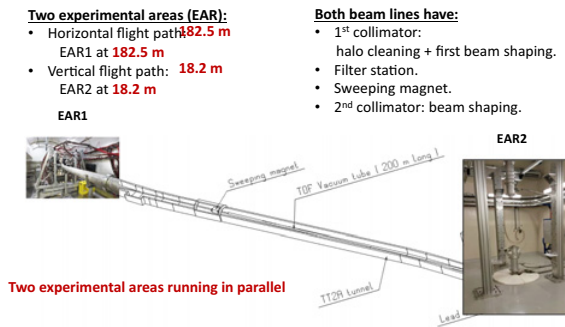 Two experimental areas (EAR):
• Horizontal flight path: 182.5 m
EAR1 at 182.5 m
• Vertical flight path: 18.2 m
EAR2 at 18.2 m
EAR1
Both beam lines have:
• 1st collimator:
halo cleaning + first beam shaping.
• Filter station.
• Sweeping magnet.
• 2nd collimator: beam shaping.
EAR2
Sweeping magnet
TOF Vacuum tube ( 200 m long )
TT2A tunnel
Lead
Two experimental areas running in parallel